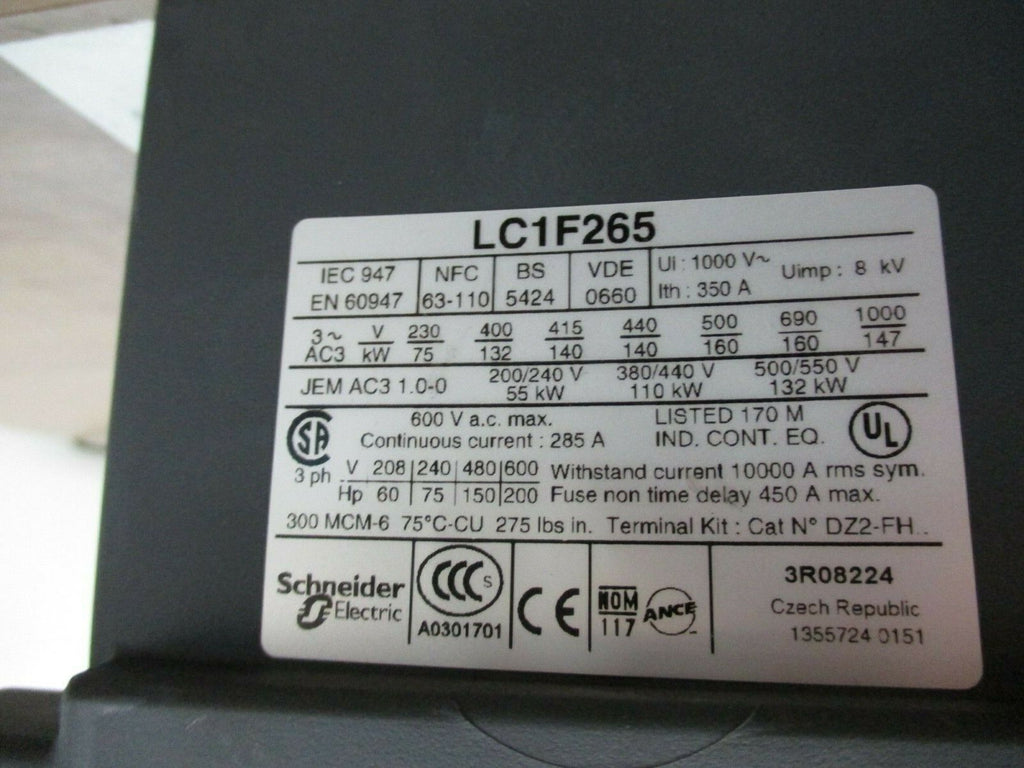 LC1F265
IEC 947 NFC BS VDE Ui : 1000 V~ Uimp : 8 kV
EN 60947 63-110 5424 0660 Ith : 350 A
3~ V 230 400 415 440 500 690 1000
AC3 kW 75 132 140 140 160 160 147
JEM AC3 1.0-0 200/240 V 380/440 V 500/550 V
55 kW 110 kW 132 kW
SA 600 V a.c. max. LISTED 170 M UL
Continuous current : 285 A IND. CONT. EQ.
3 ph V 208 240 480 600 Withstand current 10000 A rms sym.
Hp 60 75 150 200 Fuse non time delay 450 A max.
300 MCM-6 75°C-CU 275 lbs in. Terminal Kit : Cat N° DZ2-FH..
Schneider CCC S CE NOM ANCE 3R08224
Electric A0301701 117 Czech Republic
1355724 0151